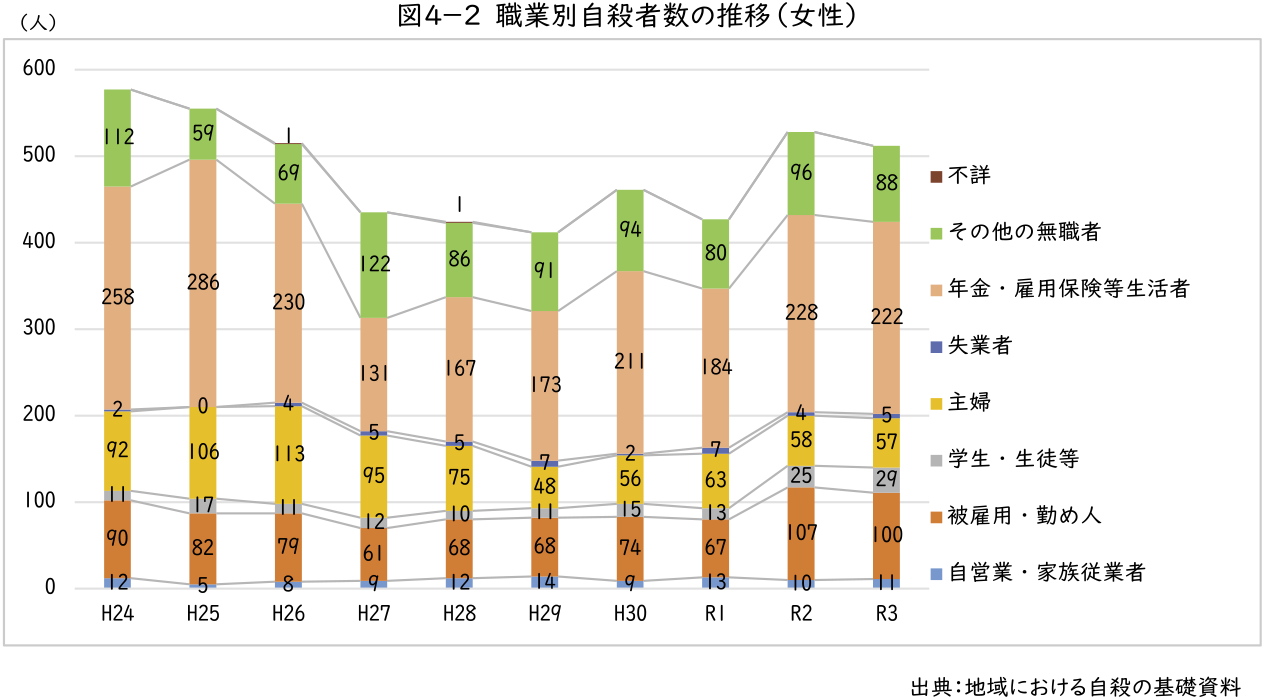 図4−2 職業別自殺者数の推移（女性）
（人）
600
500
400
300
200
100
0
112 59 1 69 122 1 86 91 94 80 96 88
258 286 230 131 167 173 211 184 228 222
2 0 4 5 5 7 2 7 4 5
92 106 113 95 75 48 56 63 58 57
11 17 11 12 10 11 15 13 25 29
90 82 79 61 68 68 74 67 107 100
12 5 8 9 12 14 9 13 10 11
H24 H25 H26 H27 H28 H29 H30 R1 R2 R3
不詳
その他の無職者
年金・雇用保険等生活者
失業者
主婦
学生・生徒等
被雇用・勤め人
自営業・家族従業者
出典：地域における自殺の基礎資料